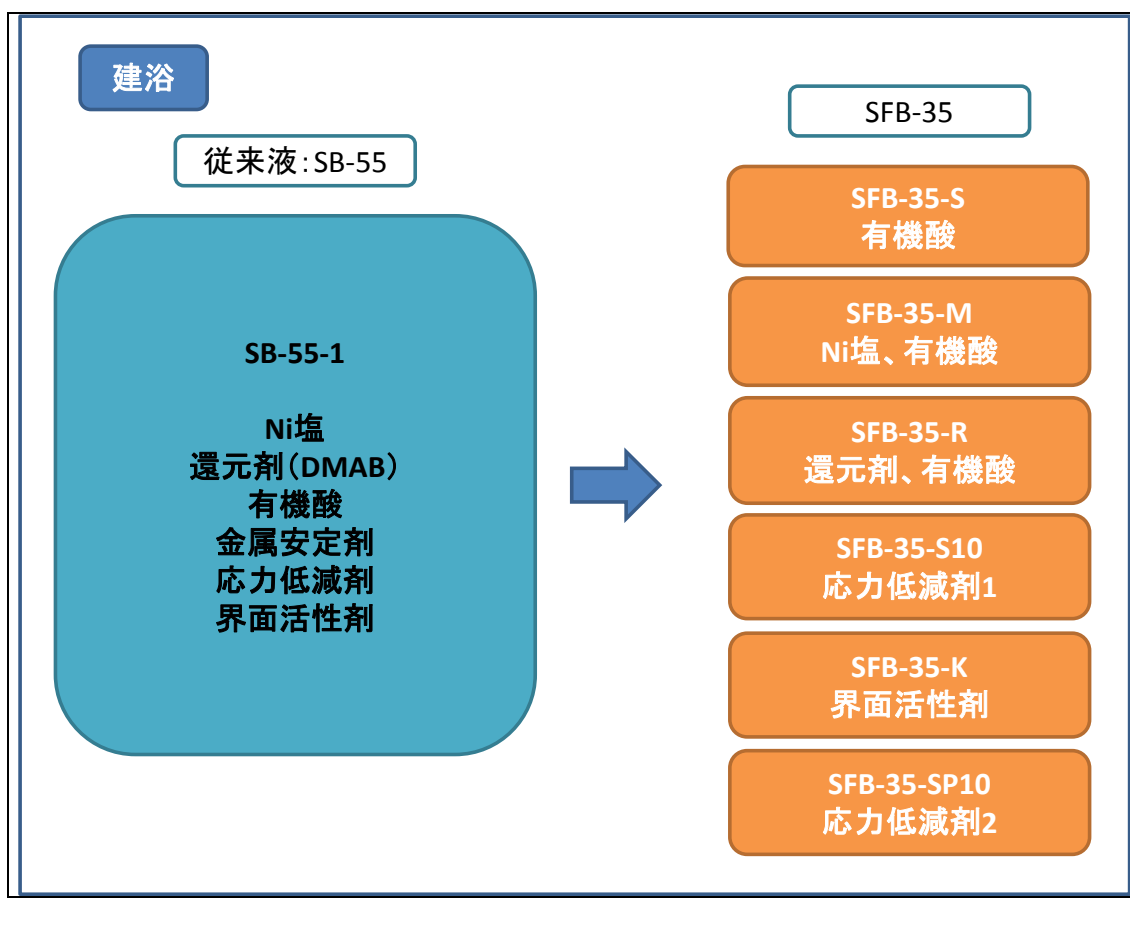 建浴
従来液：SB-55
SB-55-1
Ni塩
還元剤（DMAB）
有機酸
金属安定剤
応力低減剤
界面活性剤
SFB-35
SFB-35-S
有機酸
SFB-35-M
Ni塩、有機酸
SFB-35-R
還元剤、有機酸
SFB-35-S10
応力低減剤1
SFB-35-K
界面活性剤
SFB-35-SP10
応力低減剤2